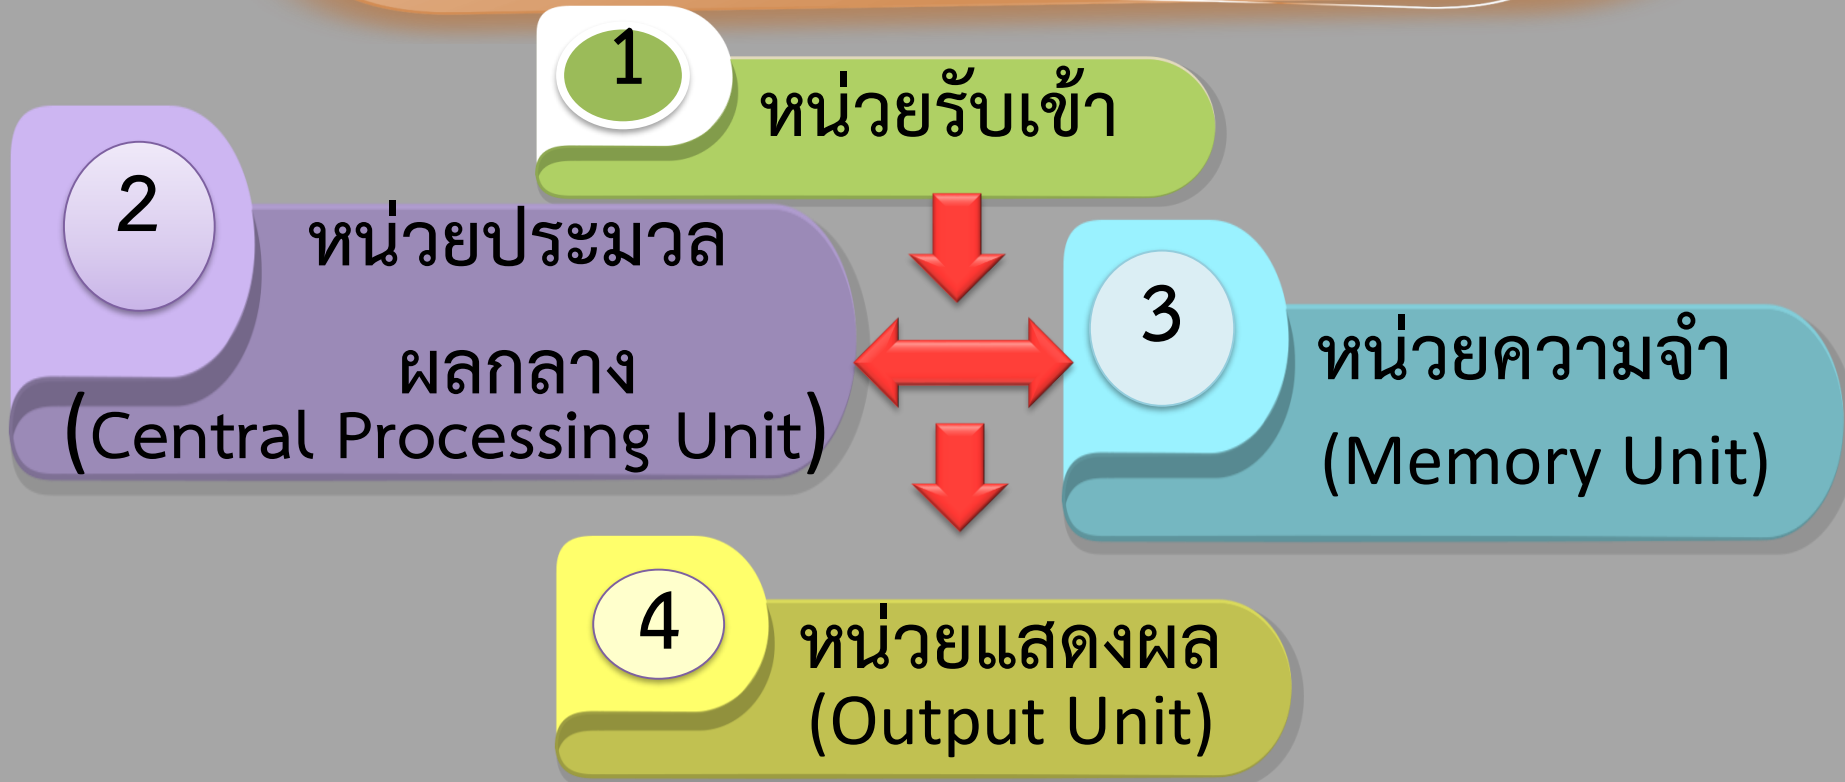 1
หน่วยรับเข้า
2
หน่วยประมวล
ผลกลาง
(Central Processing Unit)
3
หน่วยความจำ
(Memory Unit)
4
หน่วยแสดงผล
(Output Unit)